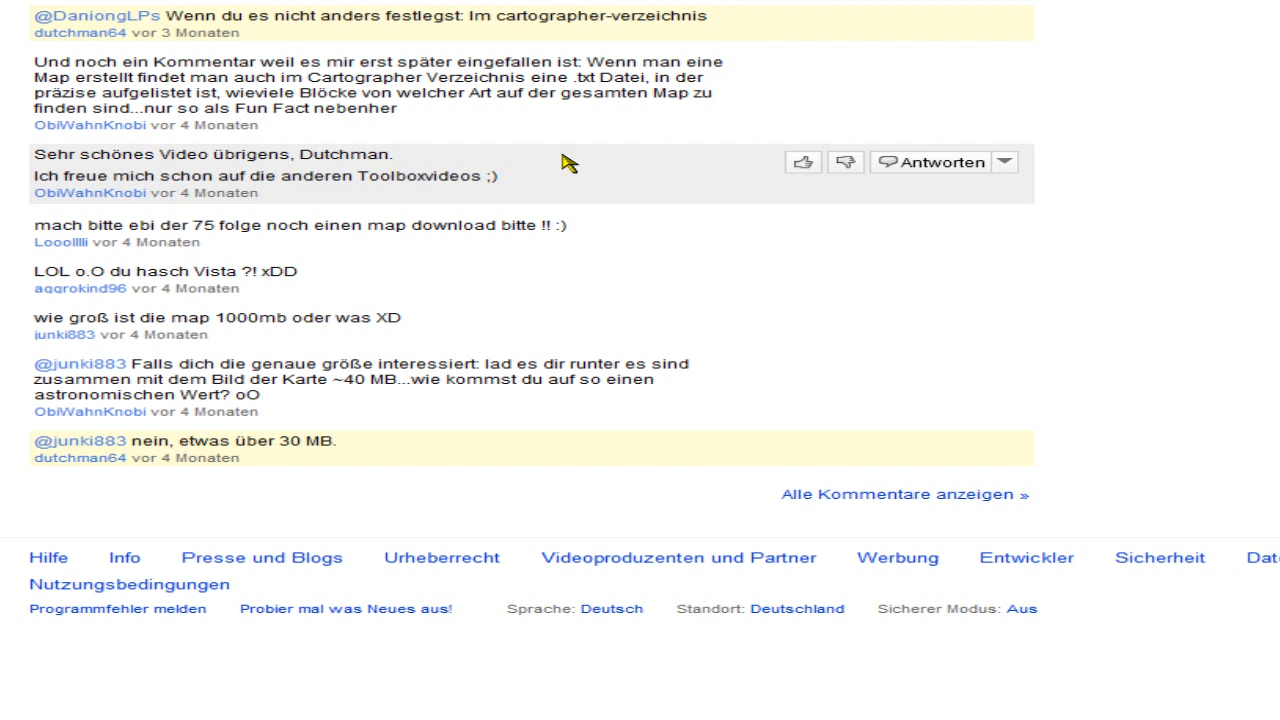 @DaniongLPs Wenn du es nicht anders festlegst: Im cartographer-verzeichnis
dutchman64 vor 3 Monaten
Und noch ein Kommentar weil es mir erst später eingefallen ist: Wenn man eine
Map erstellt findet man auch im Cartographer Verzeichnis eine .txt Datei, in der
präzise aufgelistet ist, wieviele Blöcke von welcher Art auf der gesamten Map zu
finden sind...nur so als Fun Fact nebenher
ObiWahnKnobi vor 4 Monaten
Sehr schönes Video übrigens, Dutchman.
Antworten
Ich freue mich schon auf die anderen Toolboxvideos ;)
ObiWahnKnobi vor 4 Monaten
mach bitte ebi der 75 folge noch einen map download bitte !! :)
vor 4 Monaten
LOL o.O du hasch Vista ?! xDD
aggrokind96 vor 4 Monaten
wie groß ist die map 1000mb oder was XD
junki883 vor 4 Monaten
@junki883 Falls dich die genaue größe interessiert: lad es dir runter es sind
zusammen mit dem Bild der Karte ~40 MB...wie kommst du auf so einen
astronomischen Wert? oO
ObiWahnKnobi vor 4 Monaten
@junki883 nein, etwas über 30 MB.
dutchman64 vor 4 Monaten
Alle Kommentare anzeigen »
Hilfe Info Presse und Blogs Urheberrecht Videoproduzenten und Partner Werbung Entwickler Sicherheit Dat
Nutzungsbedingungen
Programmfehler melden Probier mal was Neues aus! Sprache: Deutsch Standort: Deutschland Sicherer Modus: Aus